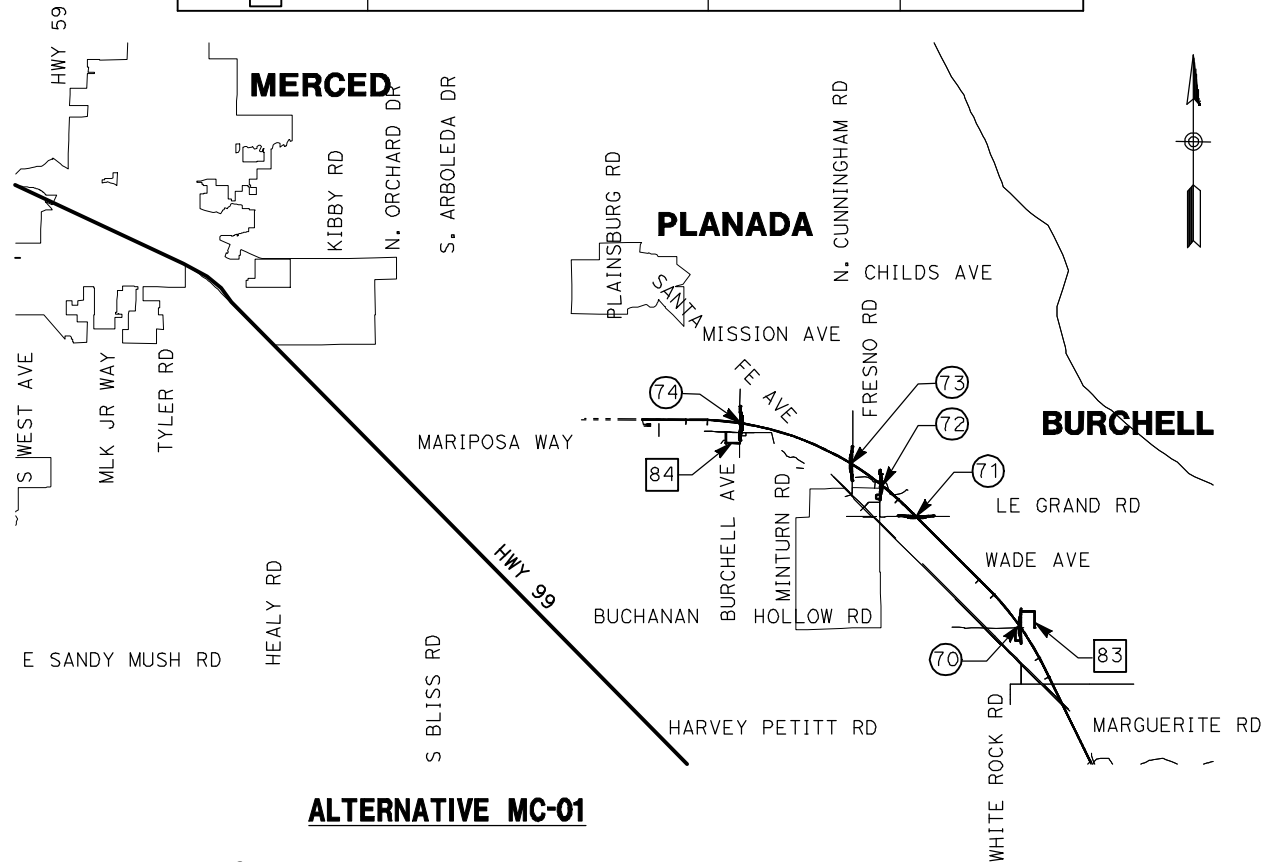 HWY 59
MERCED
KIBBY RD
N. ORCHARD DR
S. ARBOLEDA DR
PLAINSBURG RD
PLANADA
N. CUNNINGHAM RD
CHILDS AVE
SANTA
FE AVE
MISSION AVE
FRESNO RD
S WEST AVE
MLK JR WAY
TYLER RD
MARIPOSA WAY
74
73
72
71
84
BURCHELL
BURCHELL AVE
MINTURN RD
LE GRAND RD
WADE AVE
HWY 99
BUCHANAN HOLLOW RD
E SANDY MUSH RD
HEALY RD
S BLISS RD
70
83
HARVEY PETITT RD
WHITE ROCK RD
MARGUERITE RD
ALTERNATIVE MC-01